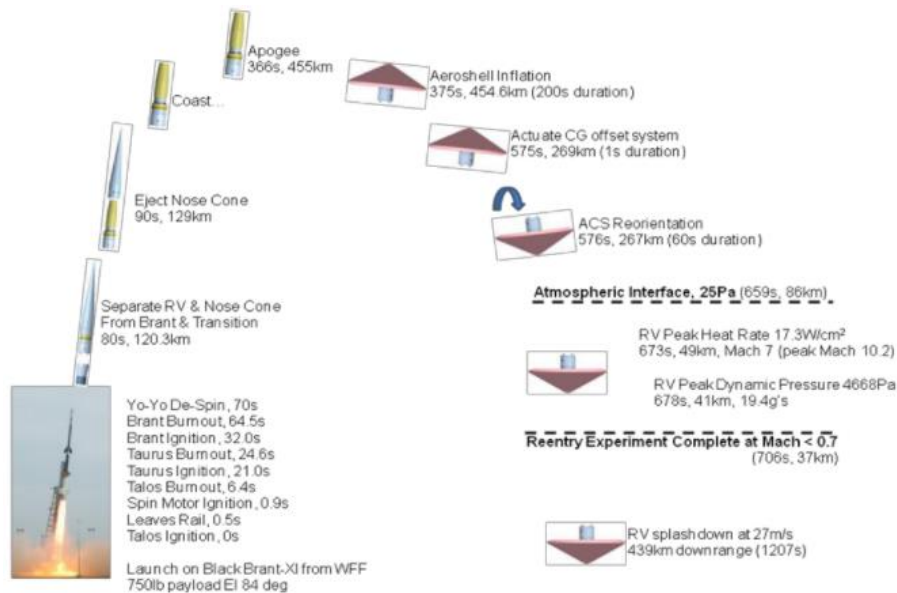 Apogee
366s, 455km
Aeroshell Inflation
375s, 454.6km (200s duration)
Coast...
Actuate CG offset system
575s, 269km (1s duration)
Eject Nose Cone
90s, 129km
ACS Reorientation
576s, 267km (60s duration)
Atmospheric Interface, 25Pa (659s, 86km)
Separate RV & Nose Cone
From Brant & Transition
80s, 120.3km
RV Peak Heat Rate 17.3W/cm²
673s, 49km, Mach 7 (peak Mach 10.2)
RV Peak Dynamic Pressure 4668Pa
678s, 41km, 19.4g's
Yo-Yo De-Spin, 70s
Brant Burnout, 64.5s
Brant Ignition, 32.0s
Taurus Burnout, 24.6s
Taurus Ignition, 21.0s
Talos Burnout, 6.4s
Spin Motor Ignition, 0.9s
Leaves Rail, 0.5s
Talos Ignition, 0s
Reentry Experiment Complete at Mach < 0.7
(706s, 37km)
RV splashdown at 27m/s
439km downrange (1207s)
Launch on Black Brant-XI from WFF
750lb payload El 84 deg